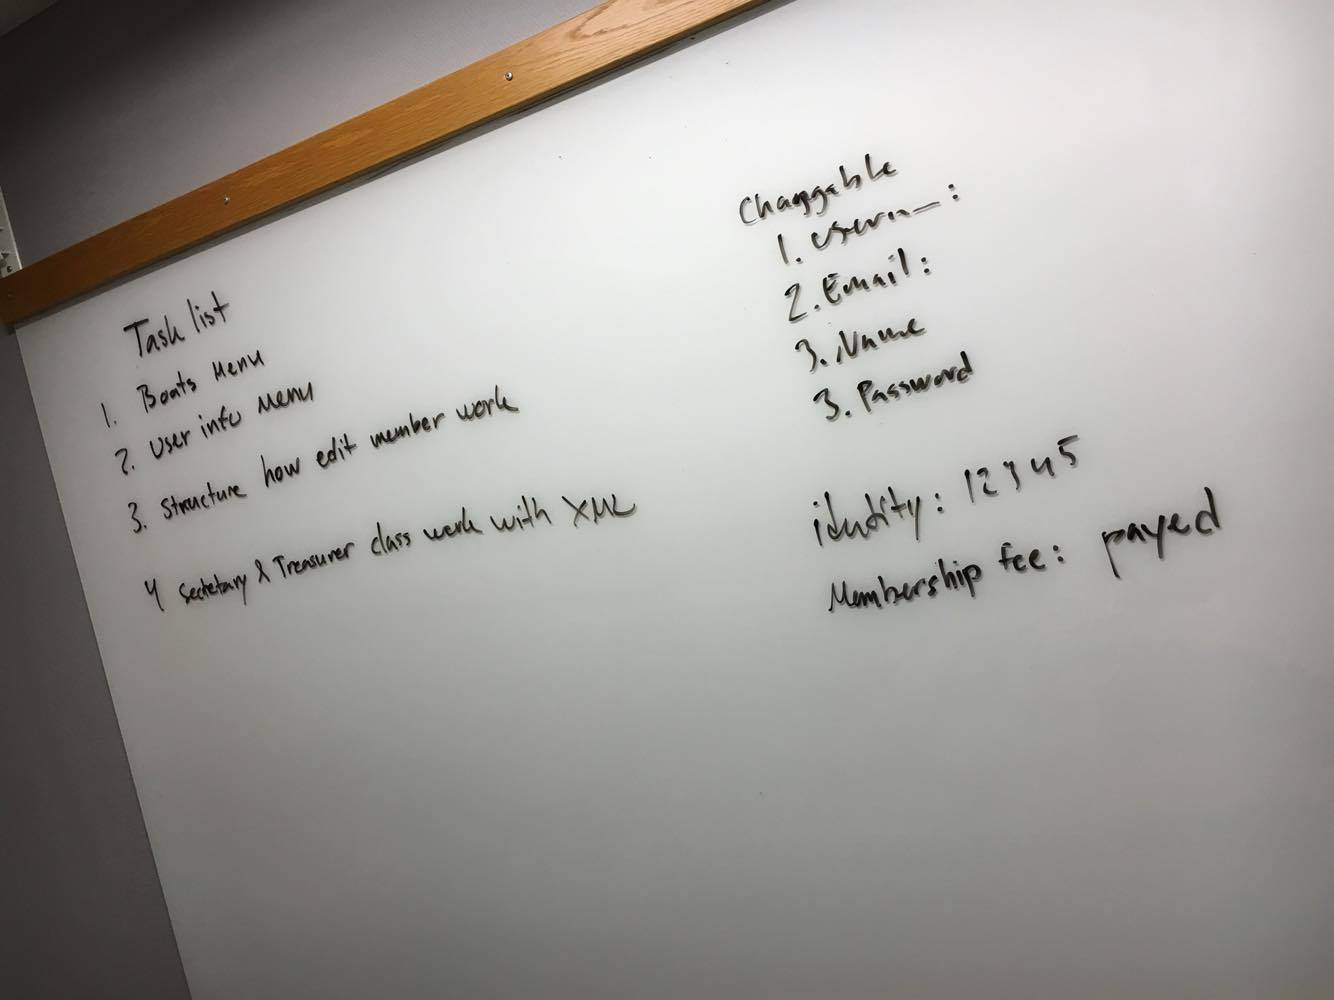 Task list
1. Boats Menu
2. User info Menu
3. Structure how edit member work
4 Secretary & Treasurer class work with XML
Changable
1.
2. Email:
3. Name
3. Password
identity: 12345
Membership fee: payed